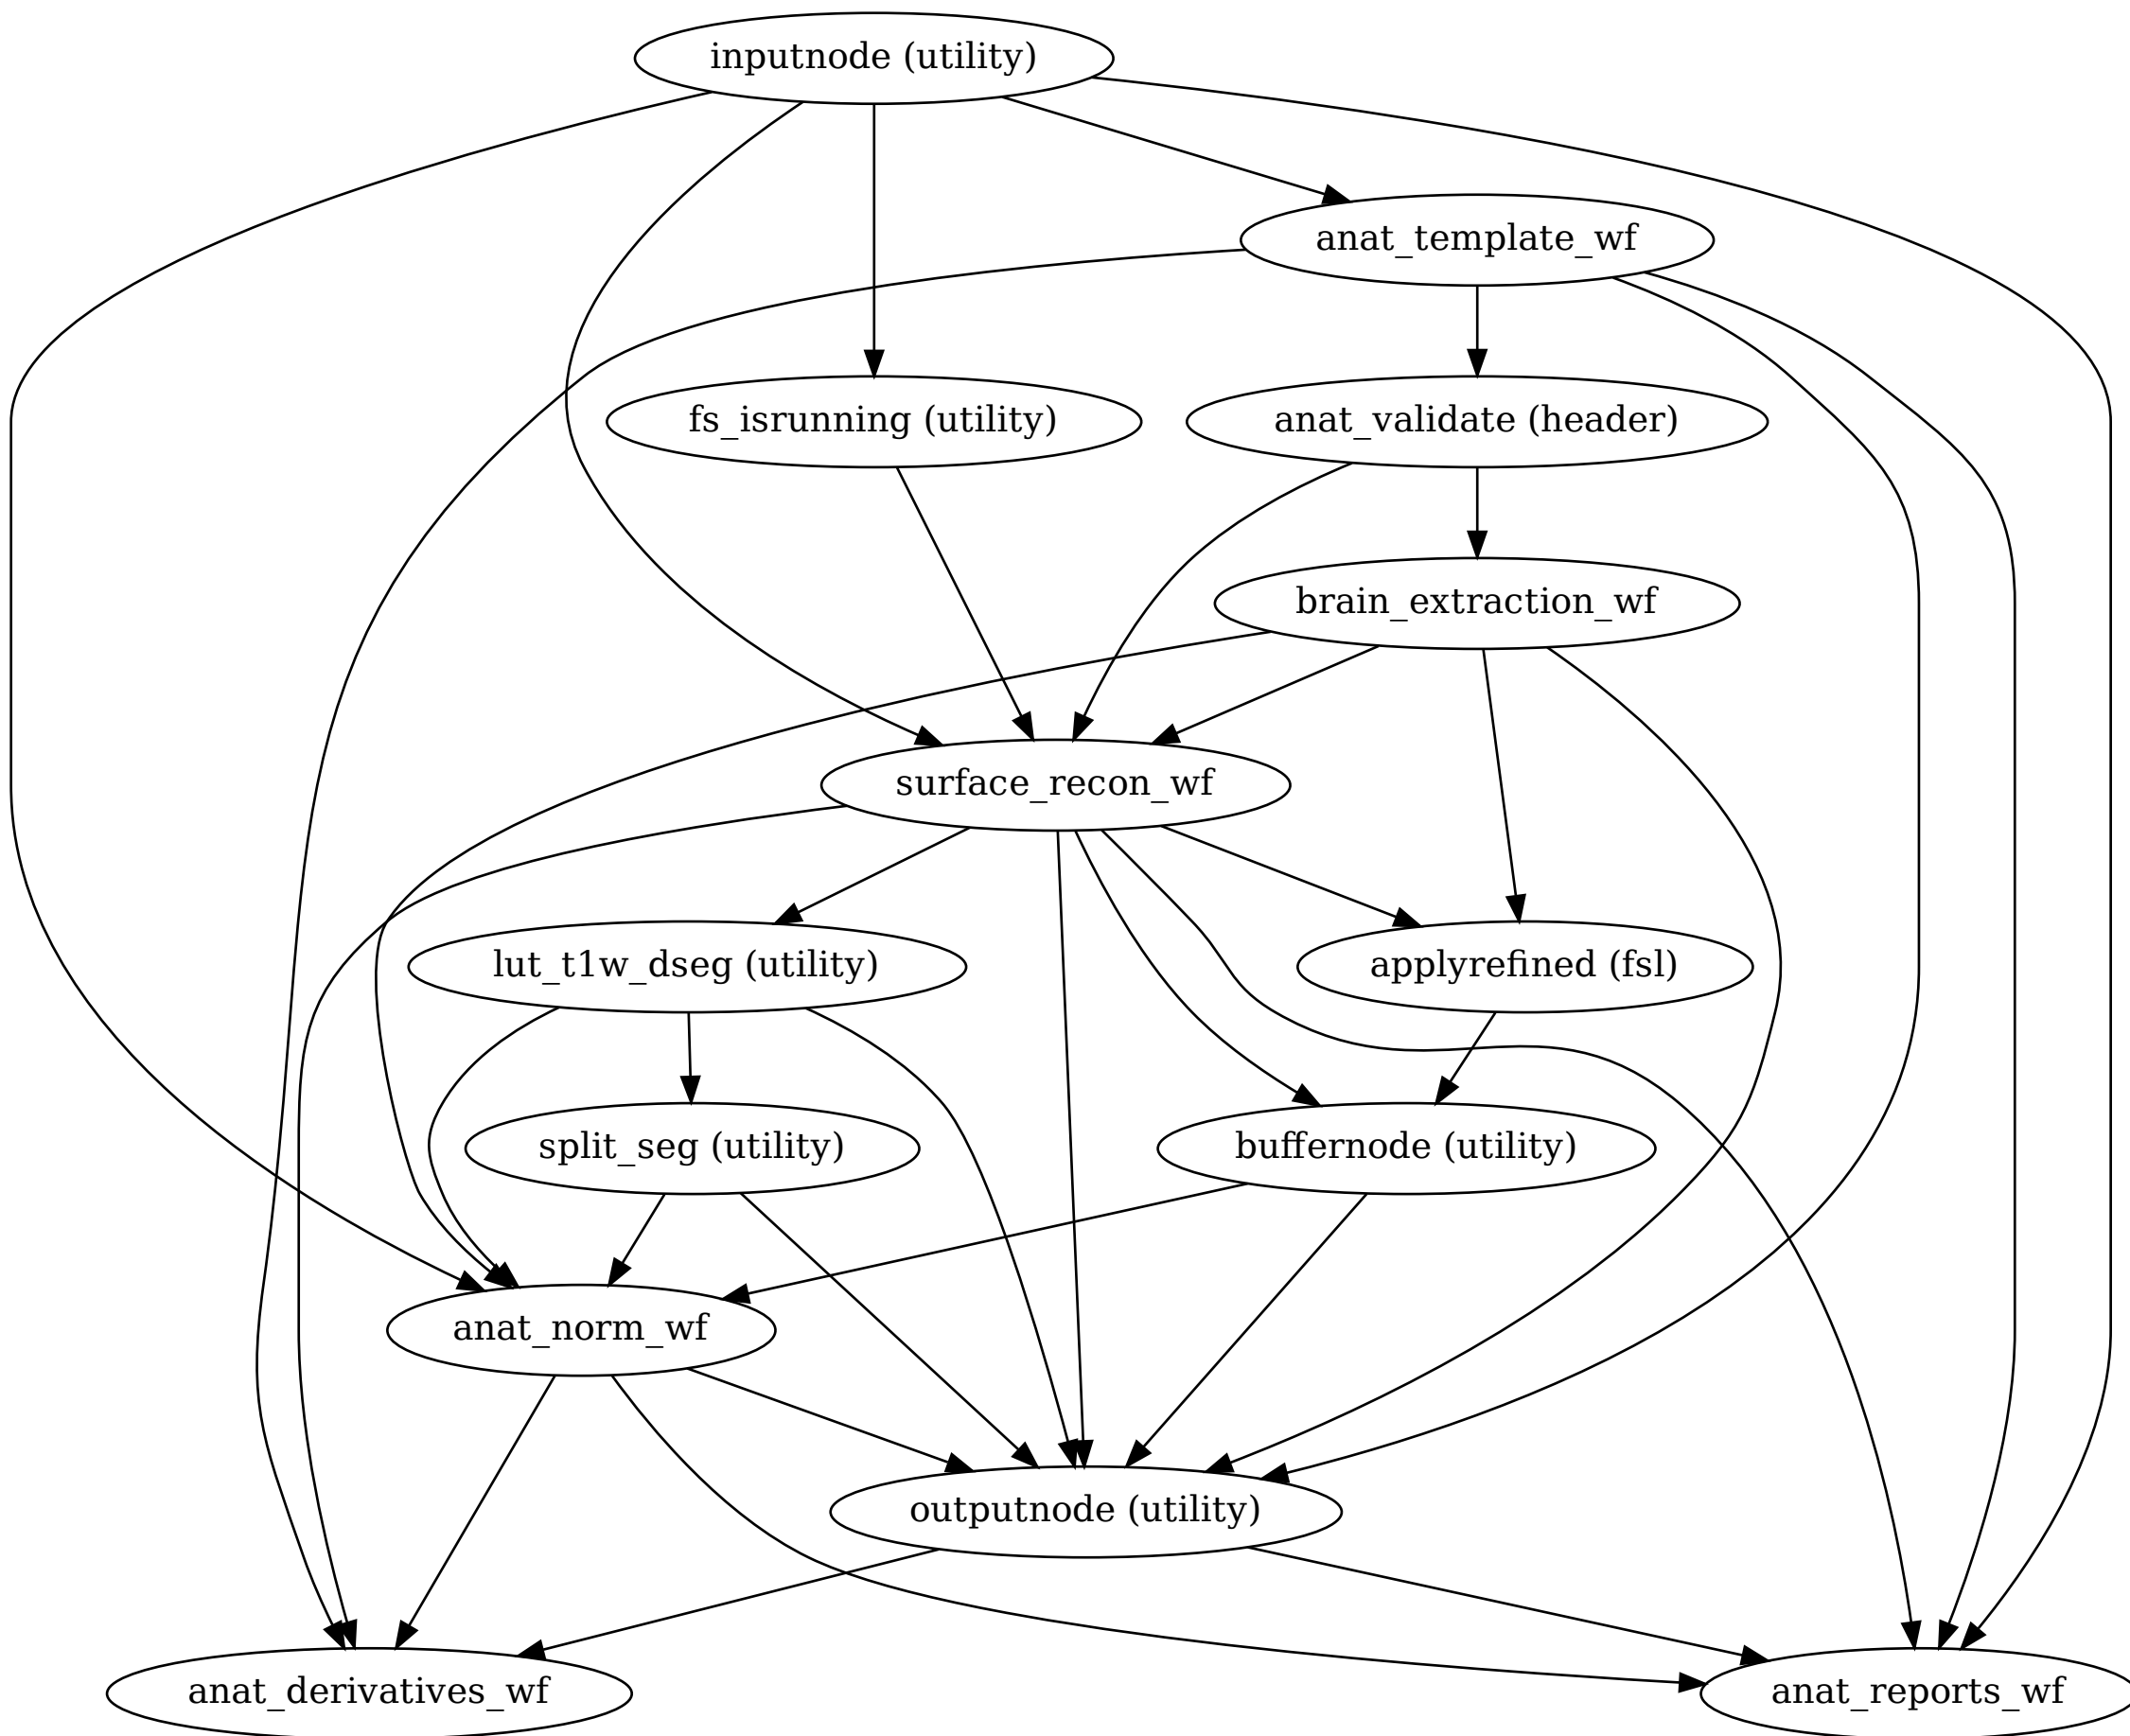 inputnode (utility)
anat_template_wf
fs_isrunning (utility)
anat_validate (header)
brain_extraction_wf
surface_recon_wf
lut_t1w_dseg (utility)
applyrefined (fsl)
split_seg (utility)
buffernode (utility)
anat_norm_wf
outputnode (utility)
anat_derivatives_wf
anat_reports_wf